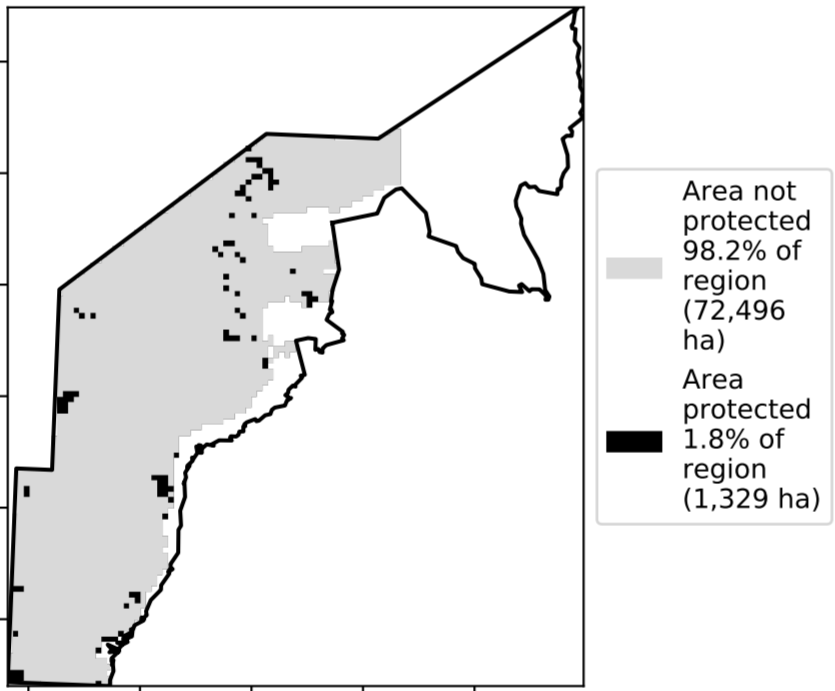 Area not
protected
98.2% of
region
(72,496
ha)
Area
protected
1.8% of
region
(1,329 ha)